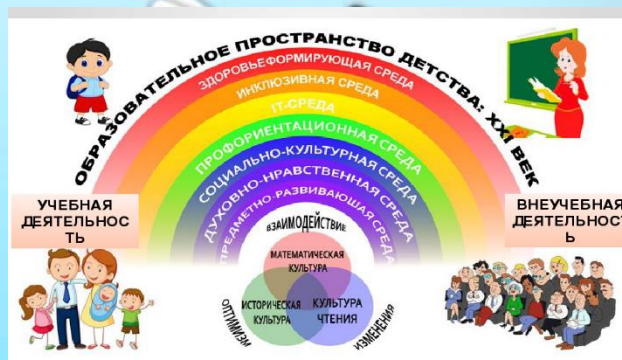 ОБРАЗОВАТЕЛЬНОЕ ПРОСТРАНСТВО ДЕТСТВА: XXI ВЕК
ЗДОРОВЬЕФОРМИРУЮЩАЯ СРЕДА
ИНКЛЮЗИВНАЯ СРЕДА
IT-СРЕДА
ПРОФОРИЕНТАЦИОННАЯ СРЕДА
СОЦИАЛЬНО-КУЛЬТУРНАЯ СРЕДА
ДУХОВНО-НРАВСТВЕННАЯ СРЕДА
ПРЕДМЕТНО-РАЗВИВАЮЩАЯ СРЕДА
УЧЕБНАЯ
ДЕЯТЕЛЬНОС
ТЬ
ВНЕУЧЕБНАЯ
ДЕЯТЕЛЬНОСТ
Ь
ВЗАИМОДЕЙСТВИЕ
МАТЕМАТИЧЕСКАЯ
КУЛЬТУРА
ИСТОРИЧЕСКАЯ
КУЛЬТУРА
КУЛЬТУРА
ЧТЕНИЯ
ОПТИМИЗМ
ИЗМЕНЕНИЯ